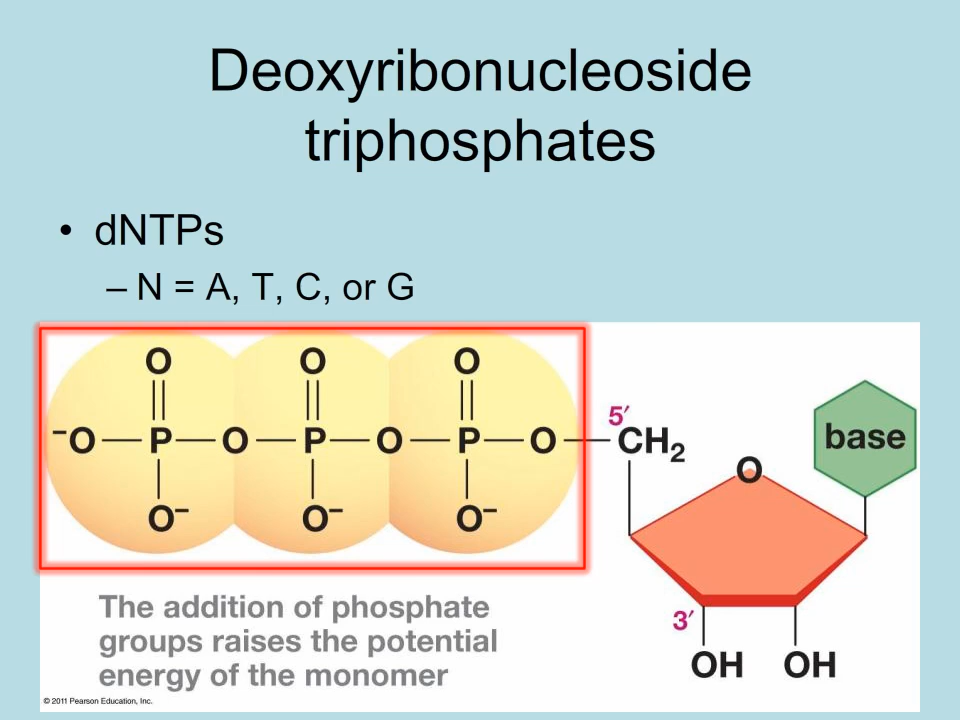 Deoxyribonucleoside
triphosphates
• dNTPs
– N = A, T, C, or G
O O O
⁻O—P—O—P—O—P—O—CH₂
5′
base
O⁻ O⁻ O⁻
O
3′
OH OH
The addition of phosphate
groups raises the potential
energy of the monomer
© 2011 Pearson Education, Inc.